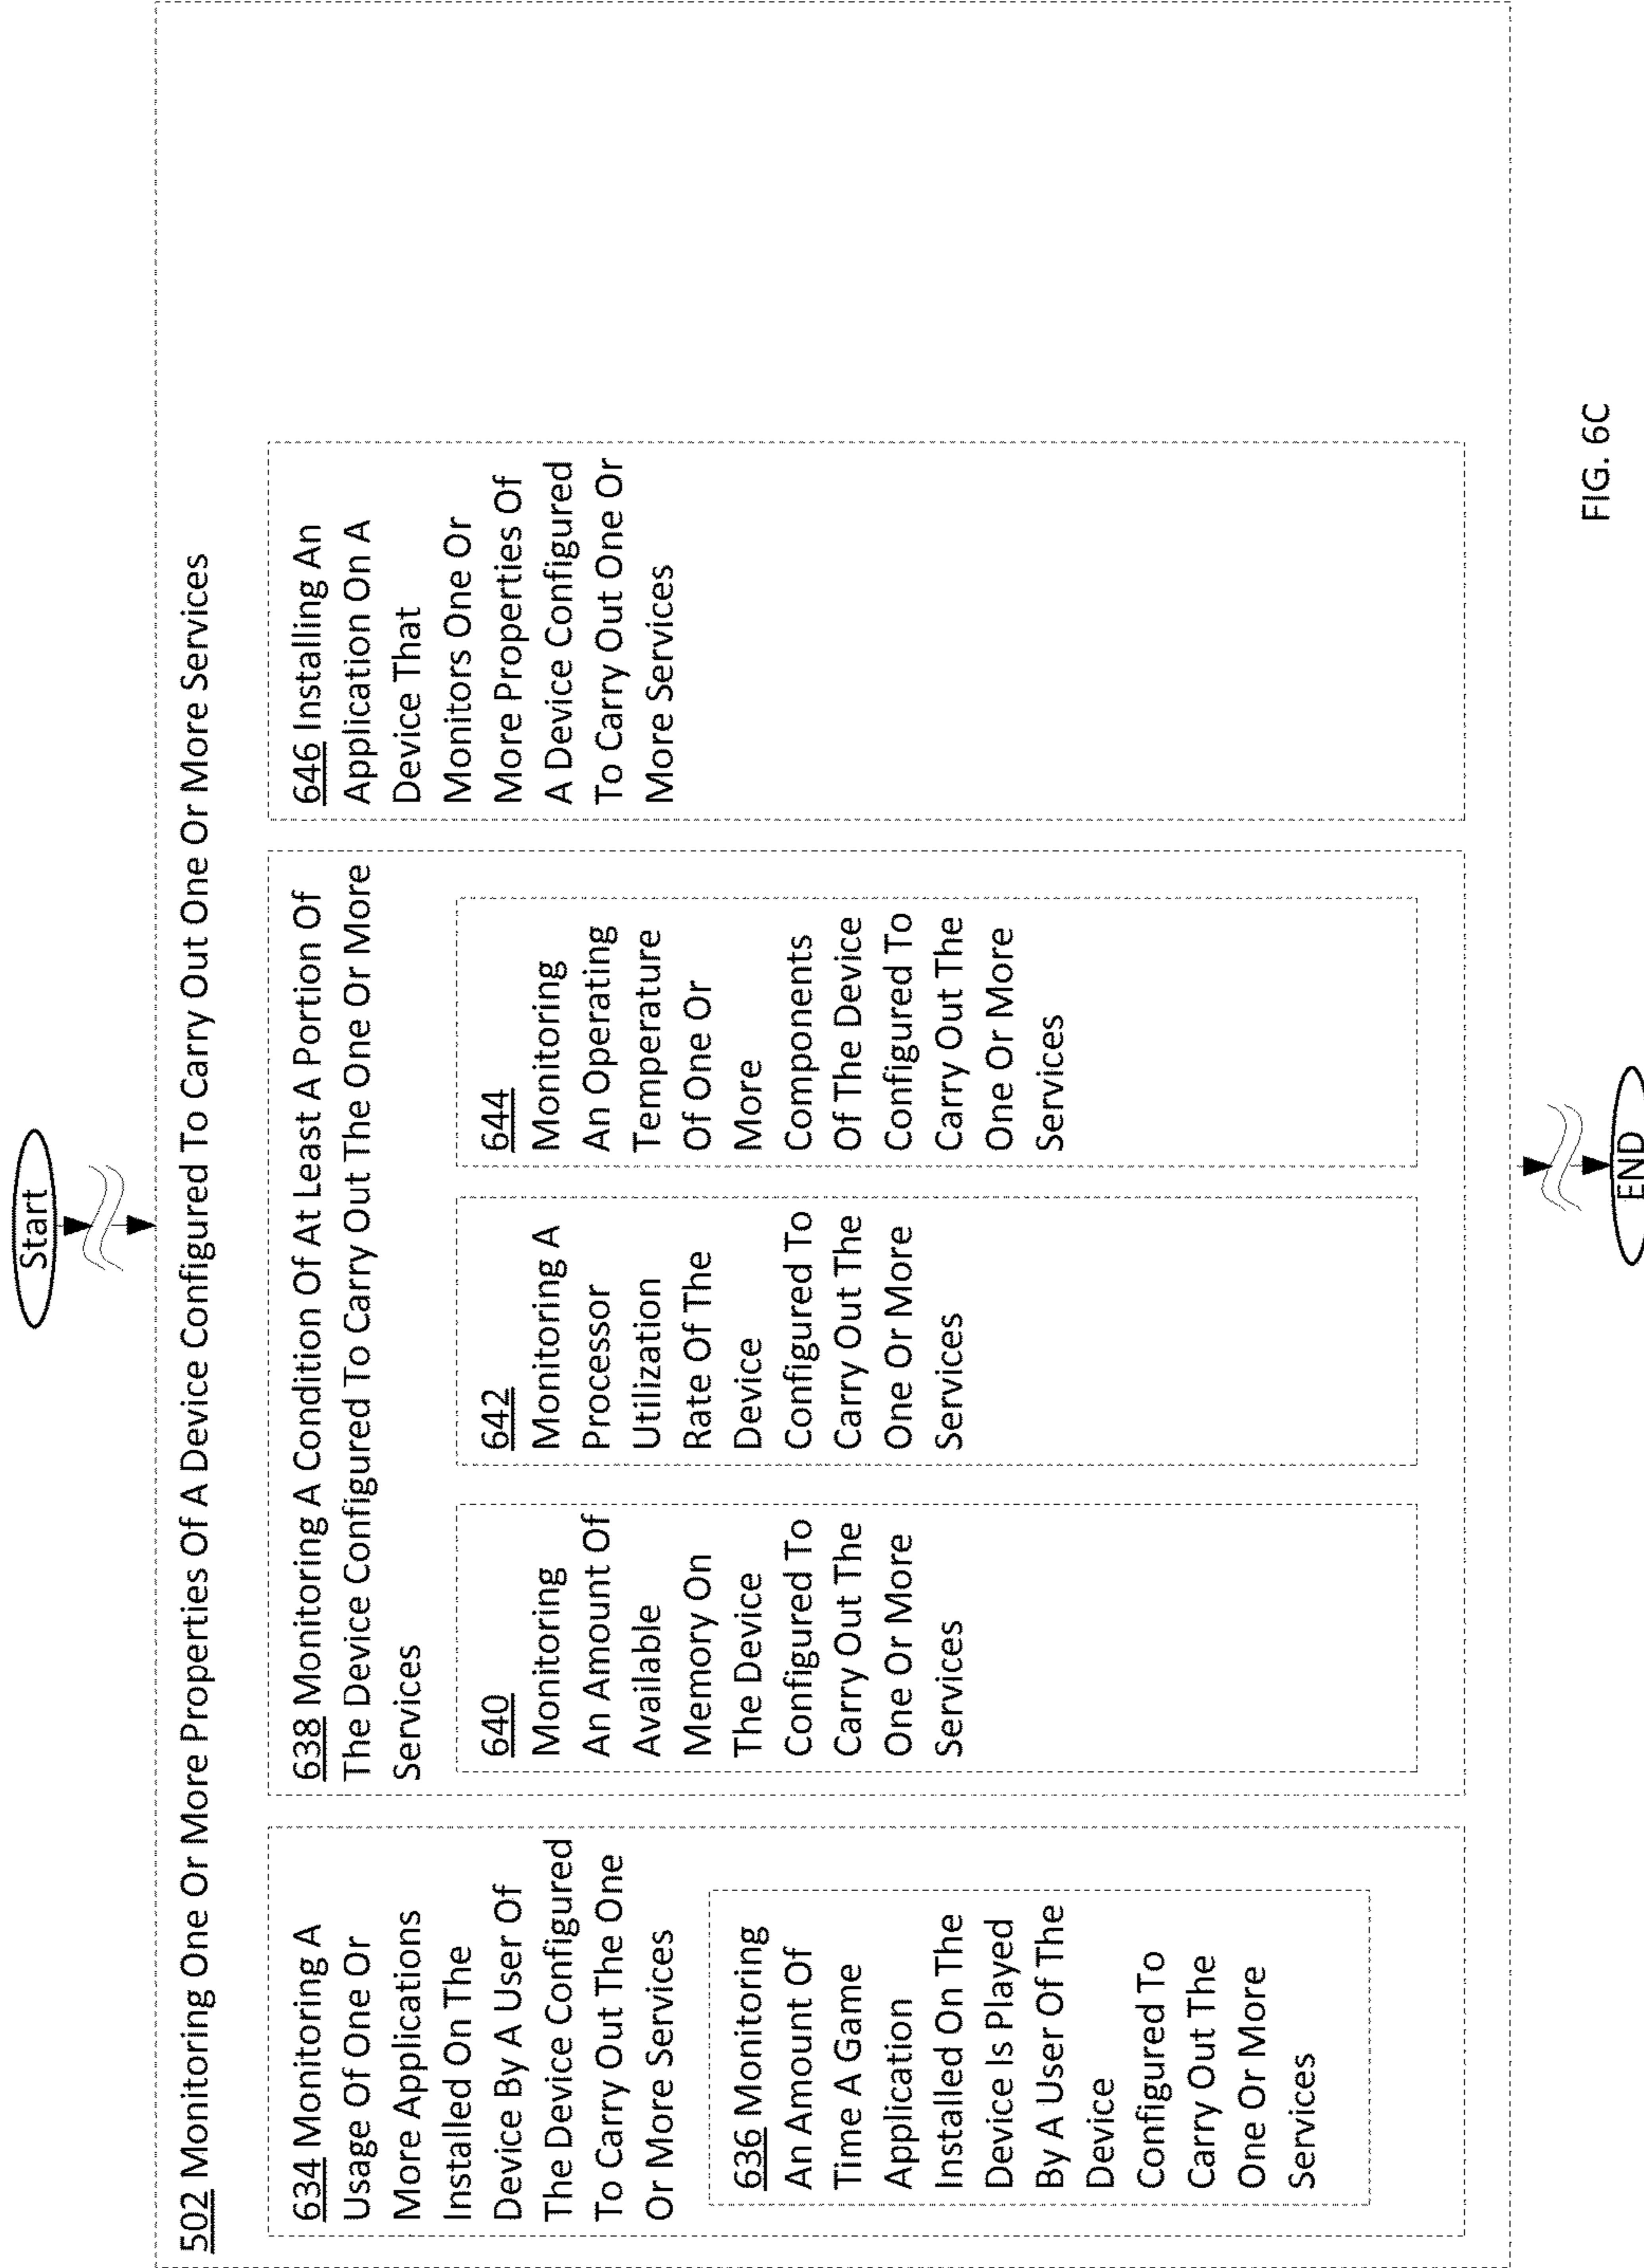 Start
502 Monitoring One Or More Properties Of A Device Configured To Carry Out One Or More Services
634 Monitoring A
Usage Of One Or
More Applications
Installed On The
Device By A User Of
The Device Configured
To Carry Out The One
Or More Services
636 Monitoring
An Amount Of
Time A Game
Application
Installed On The
Device Is Played
By A User Of The
Device
Configured To
Carry Out The
One Or More
Services
638 Monitoring A Condition Of At Least A Portion Of
The Device Configured To Carry Out The One Or More
Services
640
Monitoring
An Amount Of
Available
Memory On
The Device
Configured To
Carry Out The
One Or More
Services
642
Monitoring A
Processor
Utilization
Rate Of The
Device
Configured To
Carry Out The
One Or More
Services
644
Monitoring
An Operating
Temperature
Of One Or
More
Components
Of The Device
Configured To
Carry Out The
One Or More
Services
646 Installing An
Application On A
Device That
Monitors One Or
More Properties Of
A Device Configured
To Carry Out One Or
More Services
END
FIG. 6C